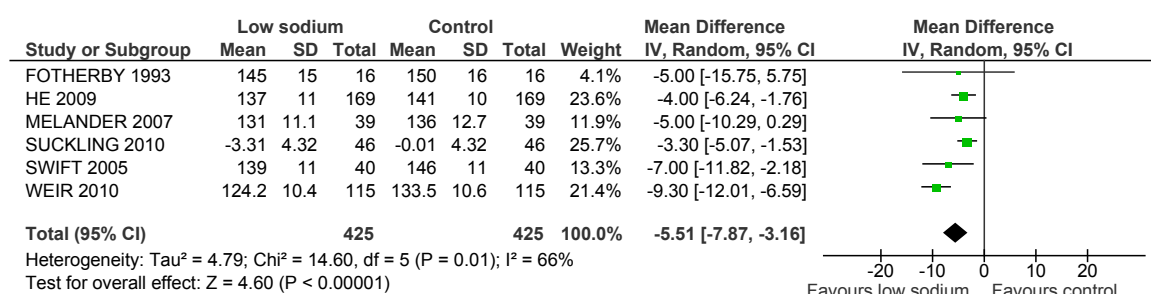 Low sodium Control Mean Difference Mean Difference
Study or Subgroup Mean SD Total Mean SD Total Weight IV, Random, 95% CI IV, Random, 95% CI
FOTHERBY 1993 145 15 16 150 16 16 4.1% -5.00 [-15.75, 5.75]
HE 2009 137 11 169 141 10 169 23.6% -4.00 [-6.24, -1.76]
MELANDER 2007 131 11.1 39 136 12.7 39 11.9% -5.00 [-10.29, 0.29]
SUCKLING 2010 -3.31 4.32 46 -0.01 4.32 46 25.7% -3.30 [-5.07, -1.53]
SWIFT 2005 139 11 40 146 11 40 13.3% -7.00 [-11.82, -2.18]
WEIR 2010 124.2 10.4 115 133.5 10.6 115 21.4% -9.30 [-12.01, -6.59]
Total (95% CI) 425 425 100.0% -5.51 [-7.87, -3.16]
Heterogeneity: Tau² = 4.79; Chi² = 14.60, df = 5 (P = 0.01); I² = 66%
Test for overall effect: Z = 4.60 (P < 0.00001)
-20 -10 0 10 20
Favours low sodium Favours control